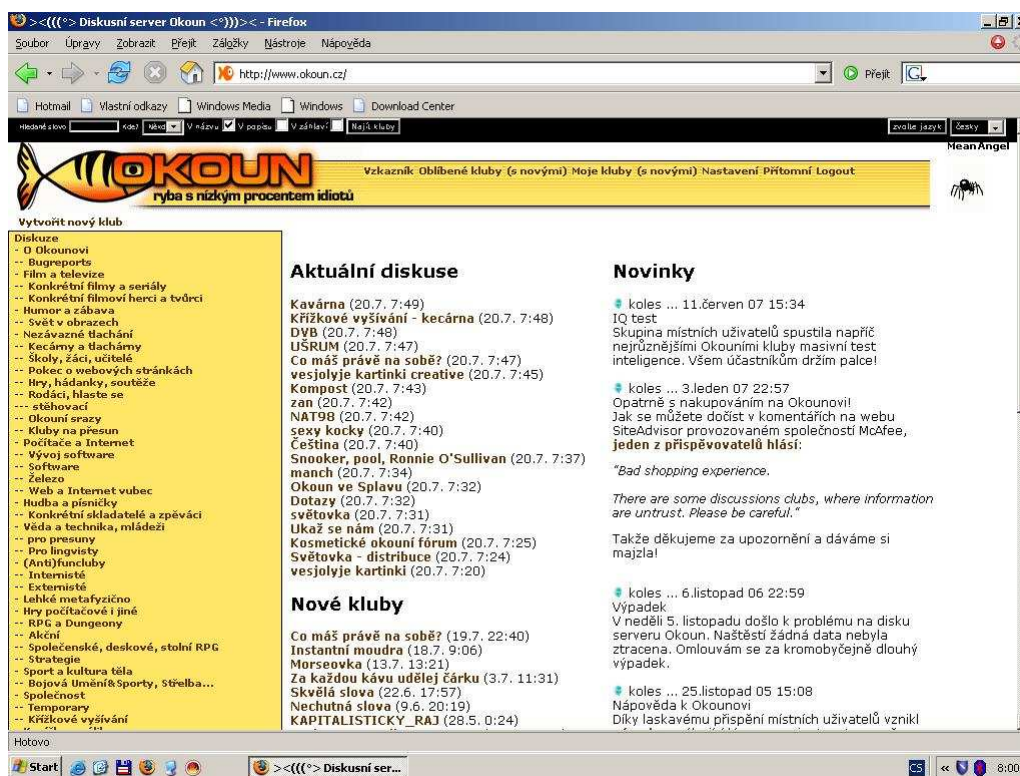 ><(((°> Diskusní server Okoun <°)))>< - Firefox
Soubor Úpravy Zobrazit Přejít Záložky Nástroje Nápověda
http://www.okoun.cz/
Přejít
Hotmail Vlastní odkazy Windows Media Windows Download Center
Hledané slovo Kde? V názvu V popisu V záhlaví Najít kluby zvolte jazyk česky
MeanAngel
OKOUN
ryba s nízkým procentem idiotů
Vzkazník Oblíbené kluby (s novými) Moje kluby (s novými) Nastavení Přítomní Logout
Vytvořit nový klub
Diskuze
- O Okounovi
-- Bugreports
- Film a televize
-- Konkrétní filmy a seriály
-- Konkrétní filmoví herci a tvůrci
- Humor a zábava
-- Svět v obrazech
- Nezávazné tlachání
-- Kecárny a tlachárny
-- Školy, žáci, učitelé
-- Pokec o webových stránkách
-- Hry, hádanky, soutěže
-- Rodáci, hlaste se
--- stěhovací
-- Okouní srazy
-- Kluby na přesun
- Počítače a Internet
-- Vývoj software
-- Software
-- Železo
-- Web a Internet vubec
- Hudba a písničky
-- Konkrétní skladatelé a zpěváci
- Věda a technika, mládeži
-- pro presuny
-- Pro lingvisty
- (Anti)funcluby
-- Internisté
-- Externisté
- Lehké metafyzično
- Hry počítačové i jiné
-- RPG a Dungeony
-- Akční
-- Společenské, deskové, stolní RPG
-- Strategie
- Sport a kultura těla
-- Bojová Umění&Sporty, Střelba...
- Společnost
-- Temporary
-- Křížkové vyšívání
Aktuální diskuse
Kavárna (20.7. 7:49)
Křížkové vyšívání - kecárna (20.7. 7:48)
DVB (20.7. 7:48)
UŠRUM (20.7. 7:47)
Co máš právě na sobě? (20.7. 7:47)
vesjolyje kartinki creative (20.7. 7:45)
Kompost (20.7. 7:43)
zan (20.7. 7:42)
NAT98 (20.7. 7:42)
sexy kocky (20.7. 7:40)
Čeština (20.7. 7:40)
Snooker, pool, Ronnie O'Sullivan (20.7. 7:37)
manch (20.7. 7:34)
Okoun ve Splavu (20.7. 7:32)
Dotazy (20.7. 7:32)
světovka (20.7. 7:31)
Ukaž se nám (20.7. 7:31)
Kosmetické okouní fórum (20.7. 7:25)
Světovka - distribuce (20.7. 7:24)
vesjolyje kartinki (20.7. 7:20)
Nové kluby
Co máš právě na sobě? (19.7. 22:40)
Instantní moudra (18.7. 9:06)
Morseovka (13.7. 13:21)
Za každou kávu udělej čárku (3.7. 11:31)
Skvělá slova (22.6. 17:57)
Nechutná slova (9.6. 20:19)
KAPITALISTICKY_RAJ (28.5. 0:24)
Novinky
koles ... 11.červen 07 15:34
IQ test
Skupina místních uživatelů spustila napříč
nejrůznějšími Okouními kluby masivní test
inteligence. Všem účastníkům držím palce!
koles ... 3.leden 07 22:57
Opatrně s nakupováním na Okounovi!
Jak se můžete dočíst v komentářích na webu
SiteAdvisor provozovaném společností McAfee,
jeden z přispěvovatelů hlásí:
"Bad shopping experience.
There are some discussions clubs, where information
are untrust. Please be careful."
Takže děkujeme za upozornění a dáváme si
majzla!
koles ... 6.listopad 06 22:59
Výpadek
V neděli 5. listopadu došlo k problému na disku
serveru Okoun. Naštěstí žádná data nebyla
ztracena. Omlouvám se za kromobyčejně dlouhý
výpadek.
koles ... 25.listopad 05 15:08
Nápověda k Okounovi
Díky laskavému přispění místních uživatelů vznikl
Hotovo
Start
><(((°> Diskusní ser...
CS
8:00